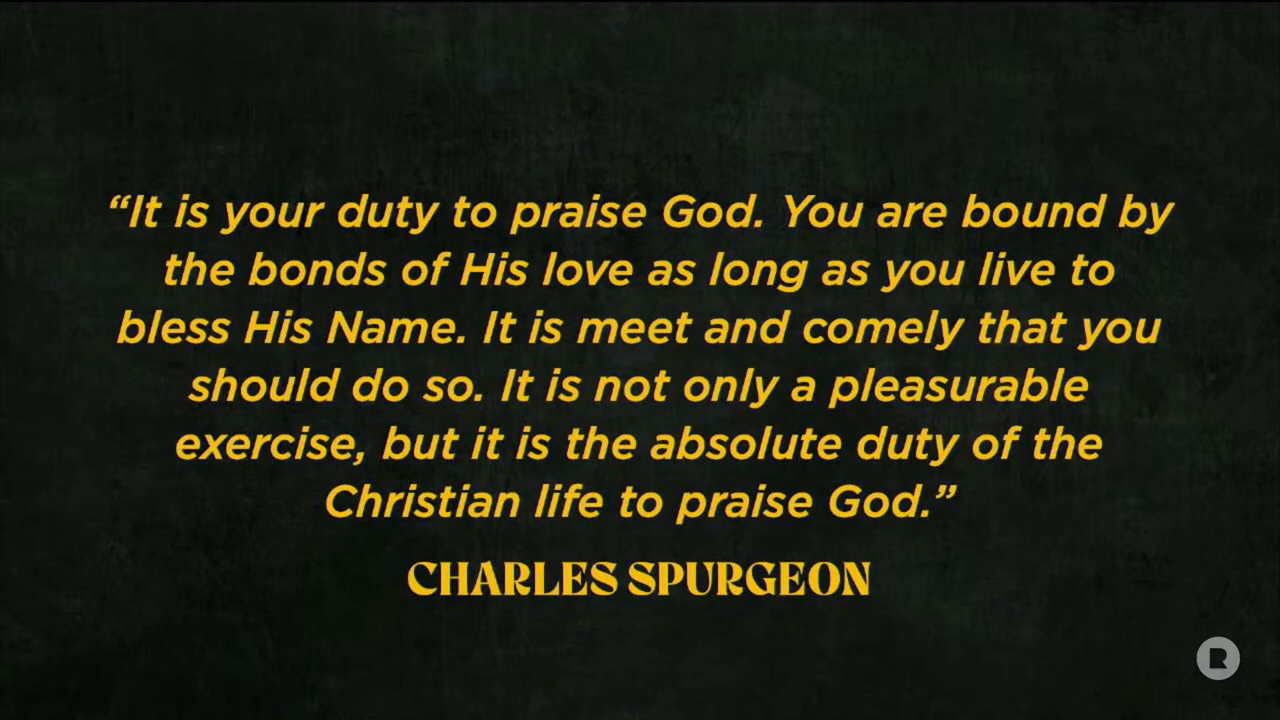 “It is your duty to praise God. You are bound by
the bonds of His love as long as you live to
bless His Name. It is meet and comely that you
should do so. It is not only a pleasurable
exercise, but it is the absolute duty of the
Christian life to praise God.”
CHARLES SPURGEON
R